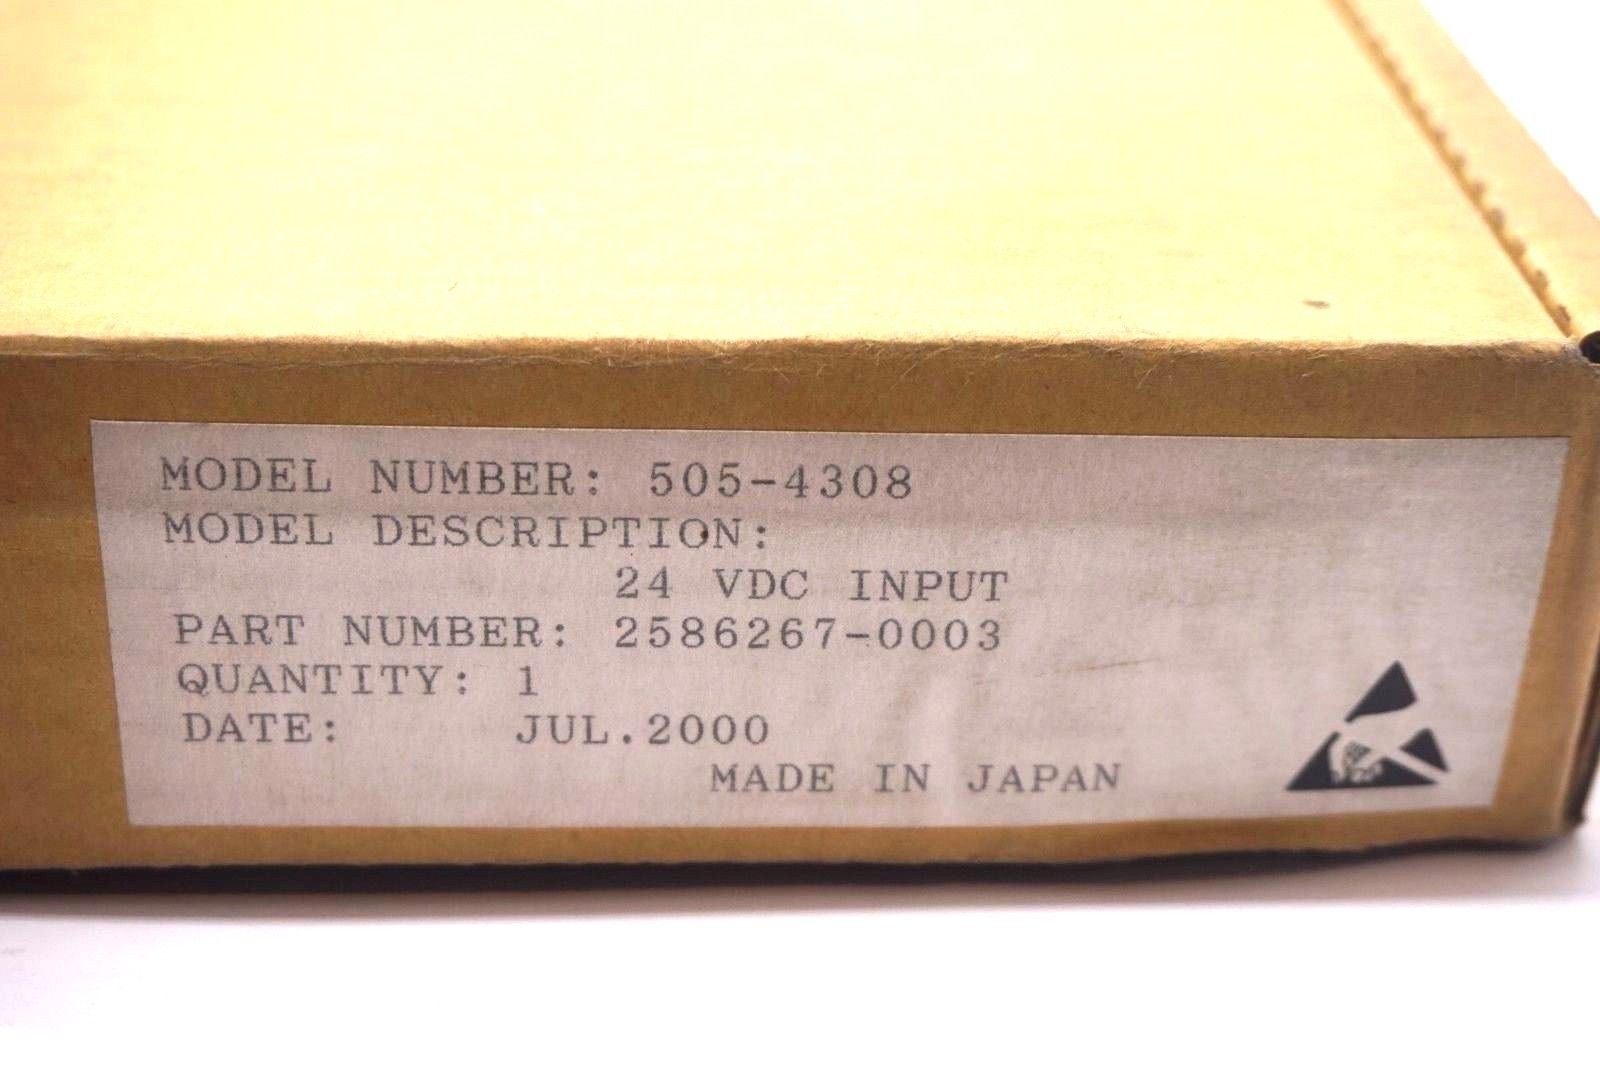 MODEL NUMBER: 505-4308
MODEL DESCRIPTION:
24 VDC INPUT
PART NUMBER: 2586267-0003
QUANTITY: 1
DATE: JUL.2000
MADE IN JAPAN